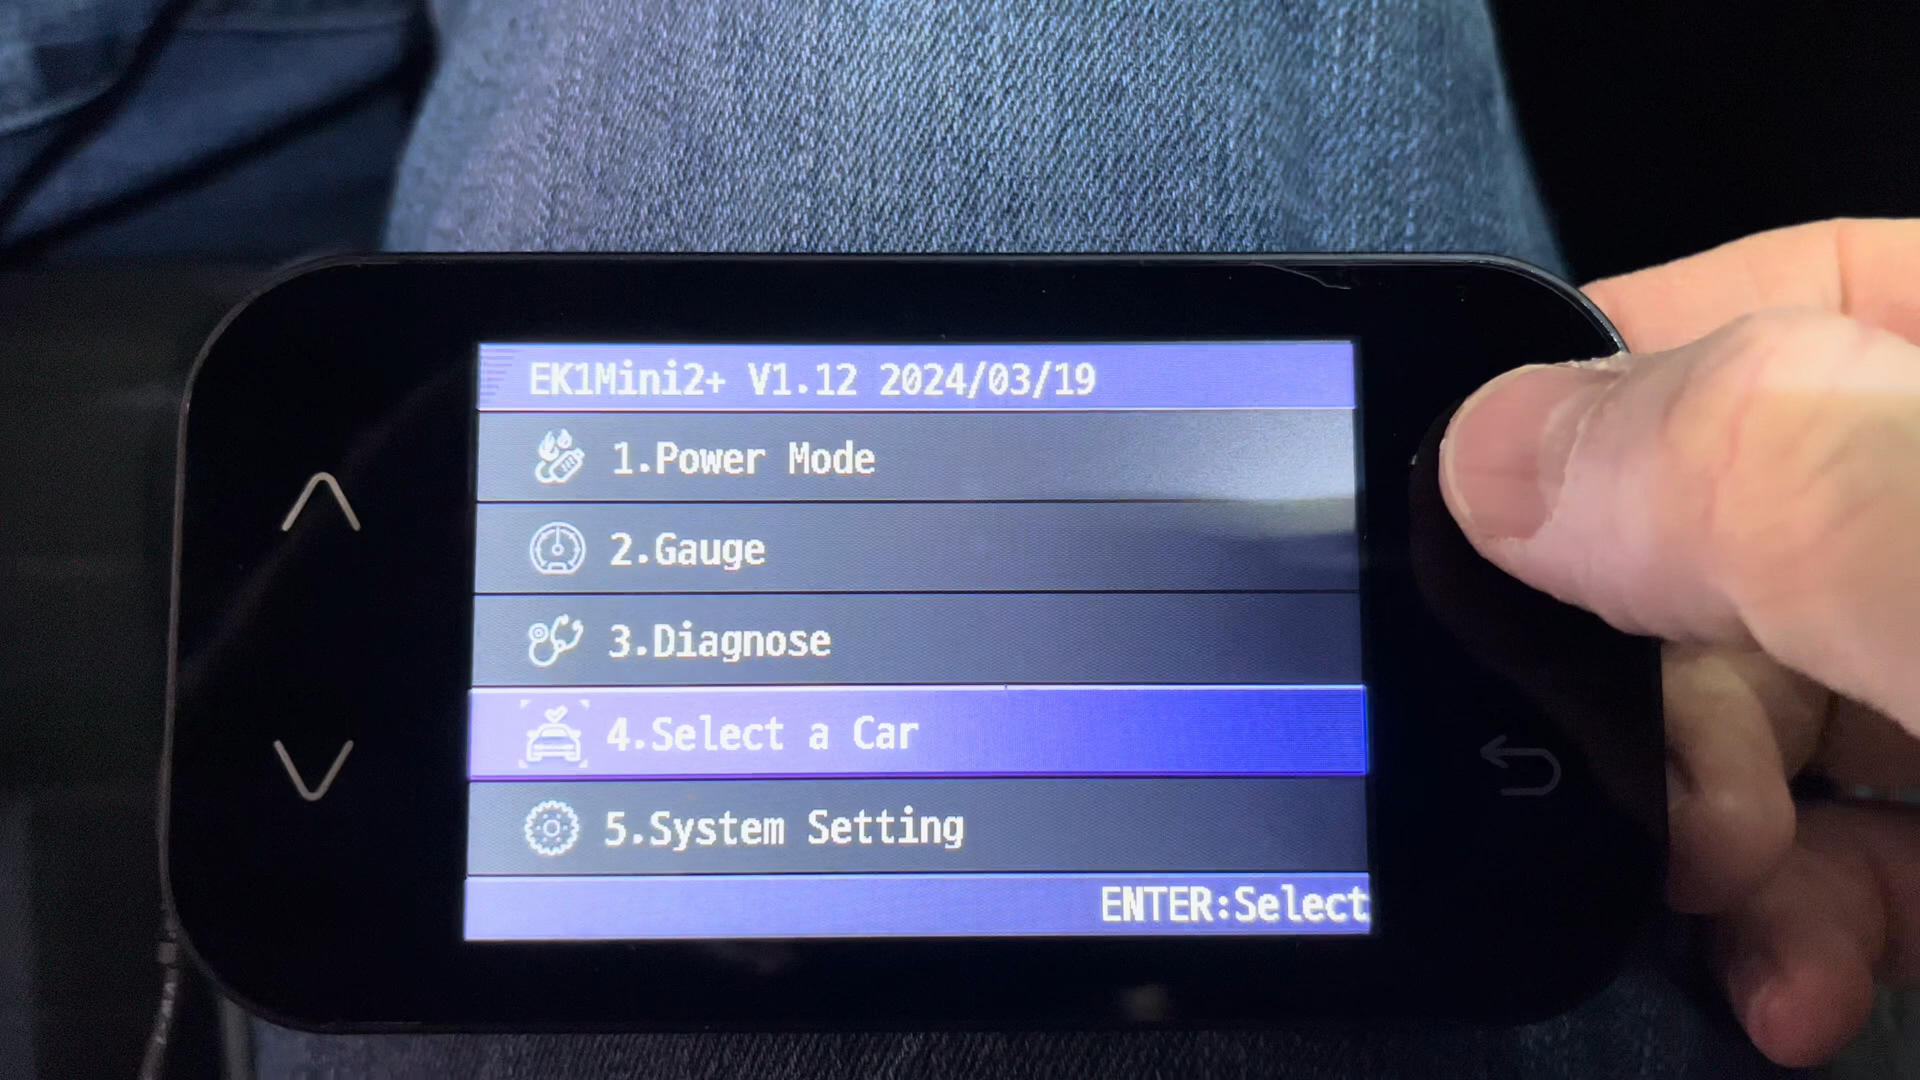 EK1Mini2+ V1.12 2024/03/19
1.Power Mode
2.Gauge
3.Diagnose
4.Select a Car
5.System Setting
ENTER:Select